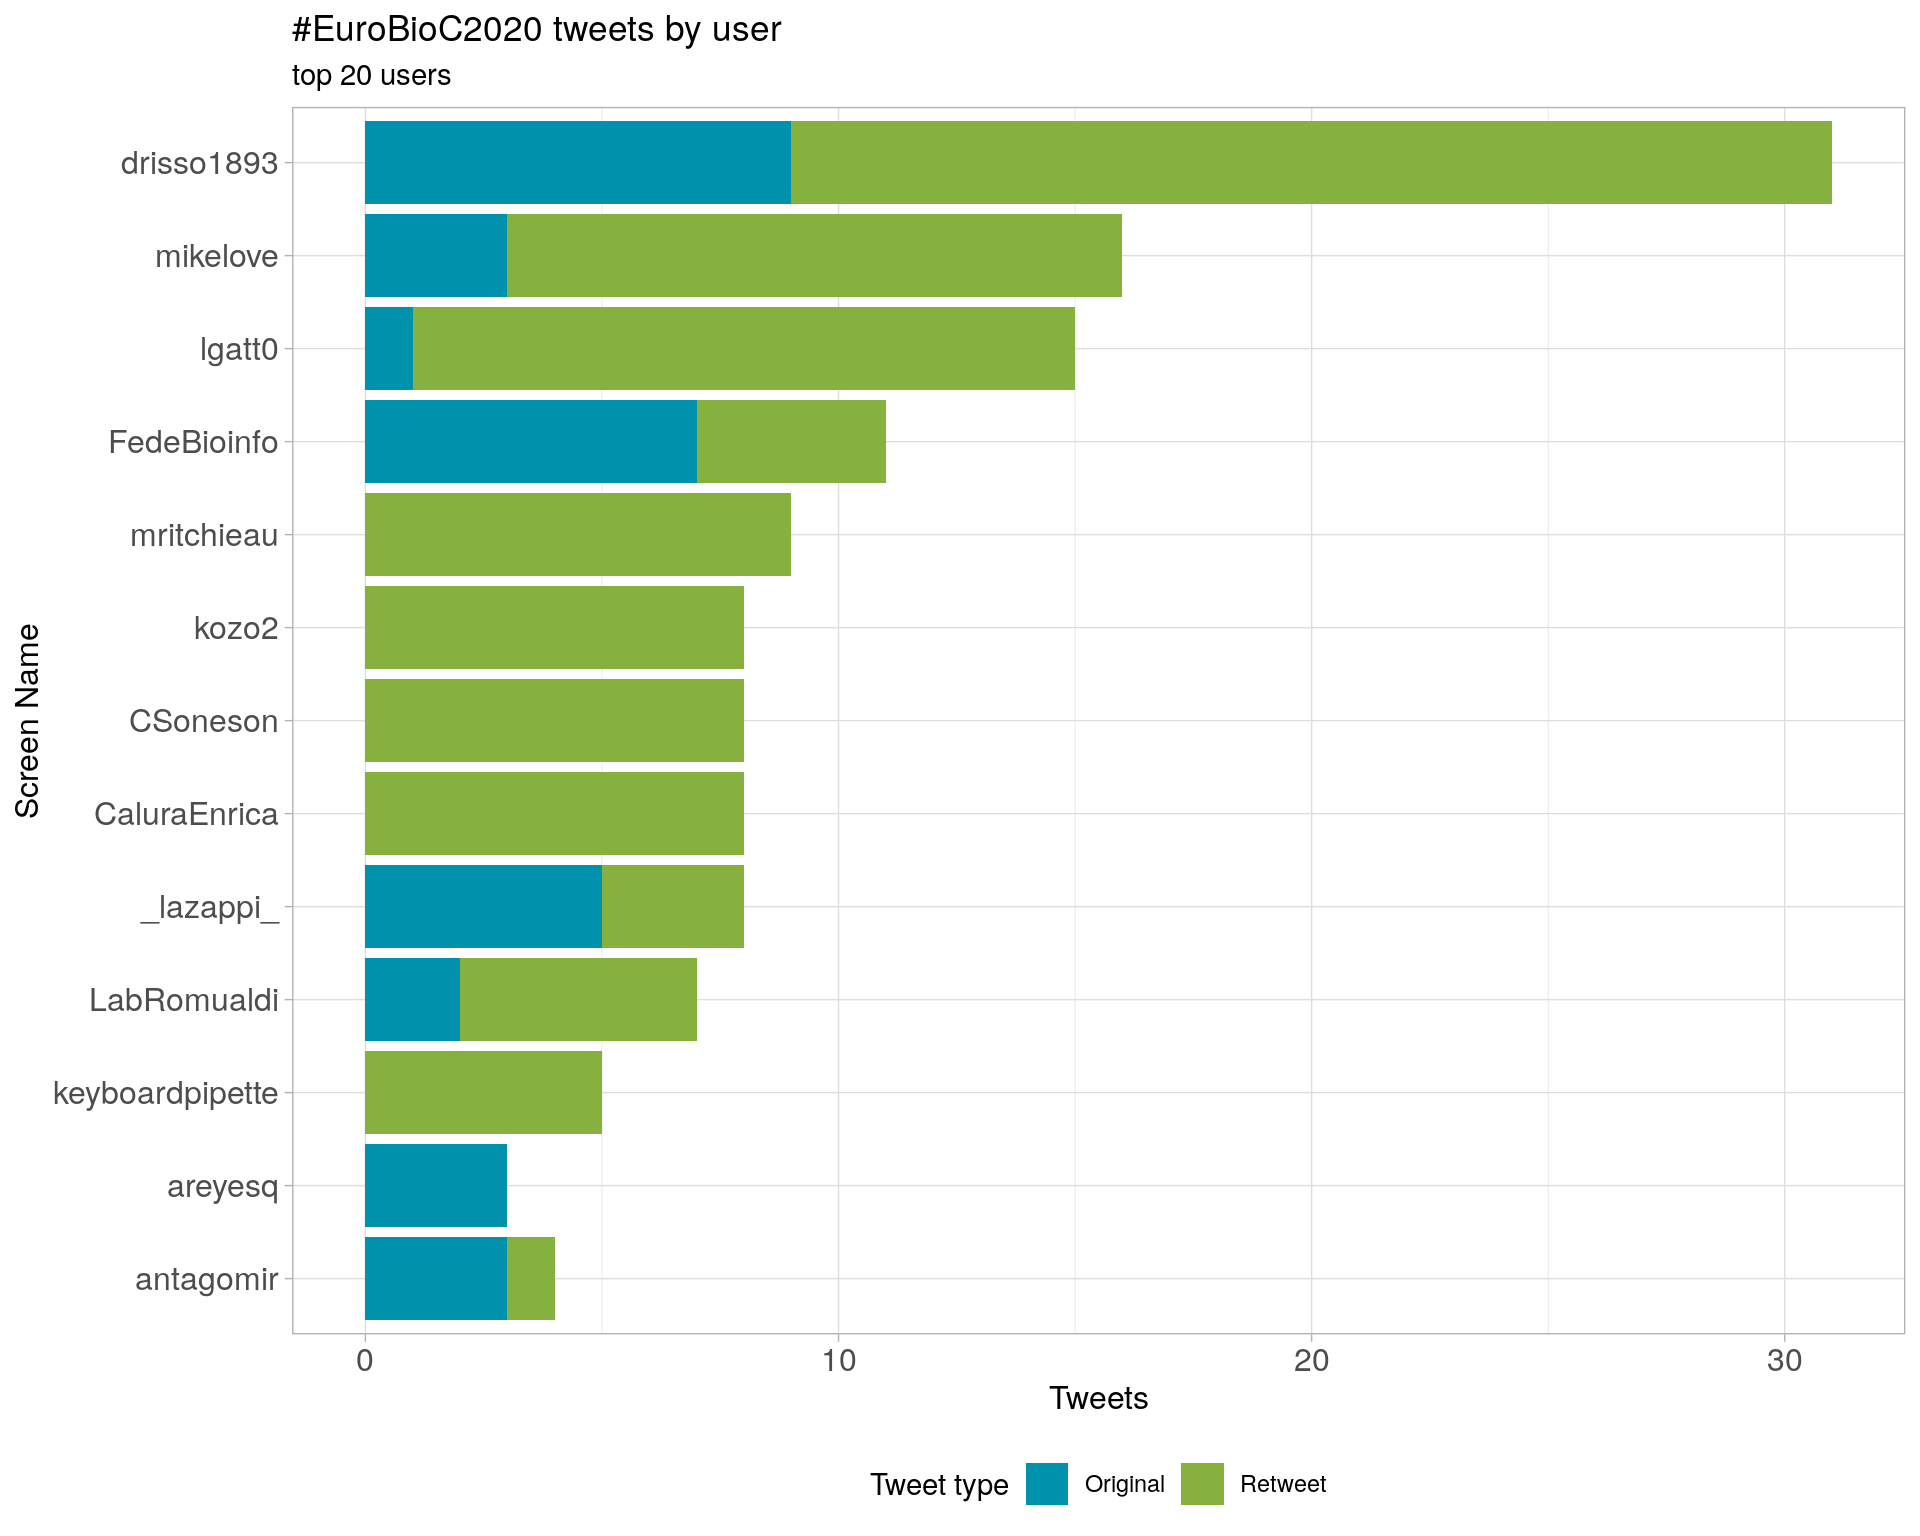 #EuroBioC2020 tweets by user
top 20 users
drisso1893
mikelove
lgatt0
FedeBioinfo
mritchieau
kozo2
CSoneson
CaluraEnrica
_lazappi_
LabRomualdi
keyboardpipette
areyesq
antagomir
Screen Name
0 10 20 30
Tweets
Tweet type Original Retweet